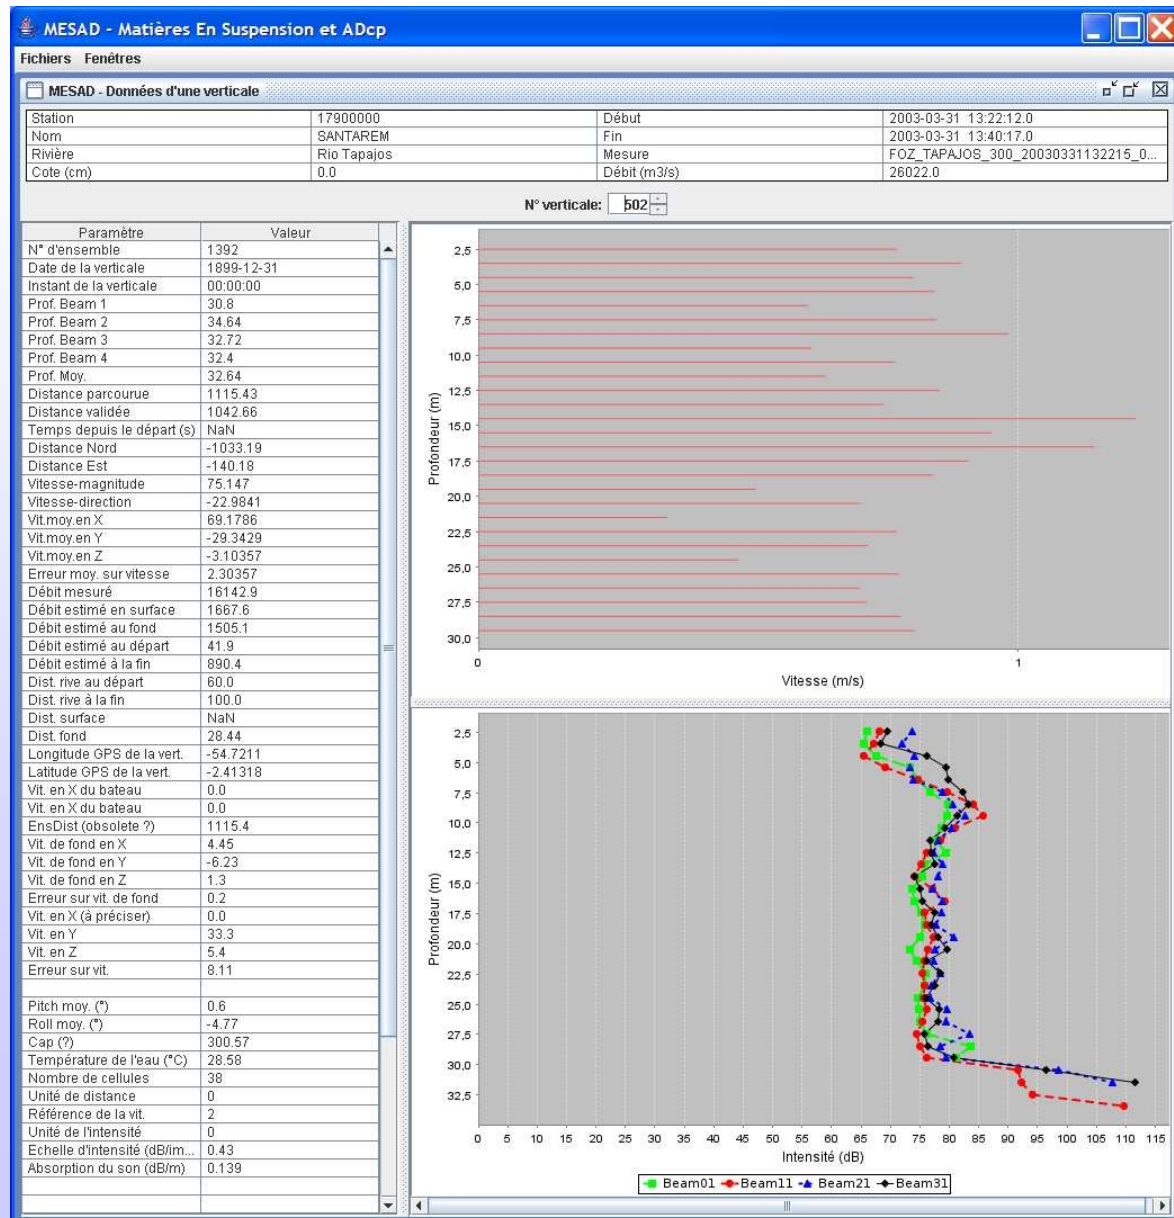 MESAD - Matières En Suspension et ADcp
Fichiers Fenêtres
MESAD - Données d'une verticale
Station 17900000 Début 2003-03-31 13:22:12.0
Nom SANTAREM Fin 2003-03-31 13:40:17.0
Rivière Rio Tapajos Mesure FOZ_TAPAJOS_300_20030331132215_0...
Cote (cm) 0.0 Débit (m3/s) 26022.0
N° verticale: 502
Paramètre Valeur
N° d'ensemble 1392
Date de la verticale 1899-12-31
Instant de la verticale 00:00:00
Prof. Beam 1 30.8
Prof. Beam 2 34.64
Prof. Beam 3 32.72
Prof. Beam 4 32.4
Prof. Moy. 32.64
Distance parcourue 1115.43
Distance validée 1042.66
Temps depuis le départ (s) NaN
Distance Nord -1033.19
Distance Est -140.18
Vitesse-magnitude 75.147
Vitesse-direction -22.9841
Vit.moy.en X 69.1786
Vit.moy.en Y -29.3429
Vit.moy.en Z -3.10357
Erreur moy. sur vitesse 2.30357
Débit mesuré 16142.9
Débit estimé en surface 1667.6
Débit estimé au fond 1505.1
Débit estimé au départ 41.9
Débit estimé à la fin 890.4
Dist. rive au départ 60.0
Dist. rive à la fin 100.0
Dist. surface NaN
Dist. fond 28.44
Longitude GPS de la vert. -54.7211
Latitude GPS de la vert. -2.41318
Vit. en X du bateau 0.0
Vit. en X du bateau 0.0
EnsDist (obsolete ?) 1115.4
Vit. de fond en X 4.45
Vit. de fond en Y -6.23
Vit. de fond en Z 1.3
Erreur sur vit. de fond 0.2
Vit. en X (à préciser) 0.0
Vit. en Y 33.3
Vit. en Z 5.4
Erreur sur vit. 8.11
Pitch moy. (°) 0.6
Roll moy. (°) -4.77
Cap (?) 300.57
Température de l'eau (°C) 28.58
Nombre de cellules 38
Unité de distance 0
Référence de la vit. 2
Unité de l'intensité 0
Echelle d'intensité (dB/im... 0.43
Absorption du son (dB/m) 0.139
Profondeur (m)
2,5
5,0
7,5
10,0
12,5
15,0
17,5
20,0
22,5
25,0
27,5
30,0
0 1
Vitesse (m/s)
Profondeur (m)
2,5
5,0
7,5
10,0
12,5
15,0
17,5
20,0
22,5
25,0
27,5
30,0
32,5
0 5 10 15 20 25 30 35 40 45 50 55 60 65 70 75 80 85 90 95 100 105 110 115
Intensité (dB)
Beam01 Beam11 Beam21 Beam31